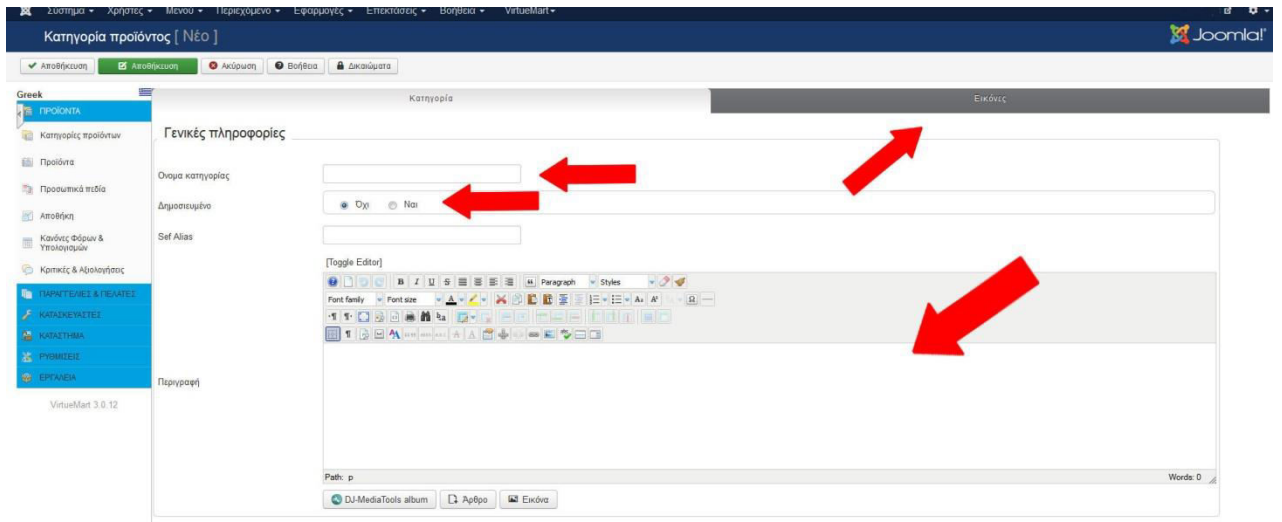 Σύστημα Χρήστες Μενού Περιεχόμενο Εφαρμογές Επεκτάσεις Βοήθεια VirtueMart
Κατηγορία προϊόντος [ Νέο ]
Joomla!
Αποθήκευση Αποθήκευση Ακύρωση Βοήθεια Δικαιώματα
Greek
Κατηγορία Εικόνες
ΠΡΟΪΟΝΤΑ
Κατηγορίες προϊόντων
Προϊόντα
Προσωπικά πεδία
Αποθήκη
Κανόνες Φόρων &
Υπολογισμών
Κριτικές & Αξιολογήσεις
ΠΑΡΑΓΓΕΛΙΕΣ & ΠΕΛΑΤΕΣ
ΚΑΤΑΣΚΕΥΑΣΤΕΣ
ΚΑΤΑΣΤΗΜΑ
ΡΥΘΜΙΣΕΙΣ
ΕΡΓΑΛΕΙΑ
VirtueMart 3.0.12
Γενικές πληροφορίες
Ονομα κατηγορίας
Δημοσιευμένο Όχι Ναι
Sef Alias
[Toggle Editor]
Paragraph Styles
Font family Font size
Περιγραφή
Path: p Words: 0
DJ-MediaTools album Άρθρο Εικόνα